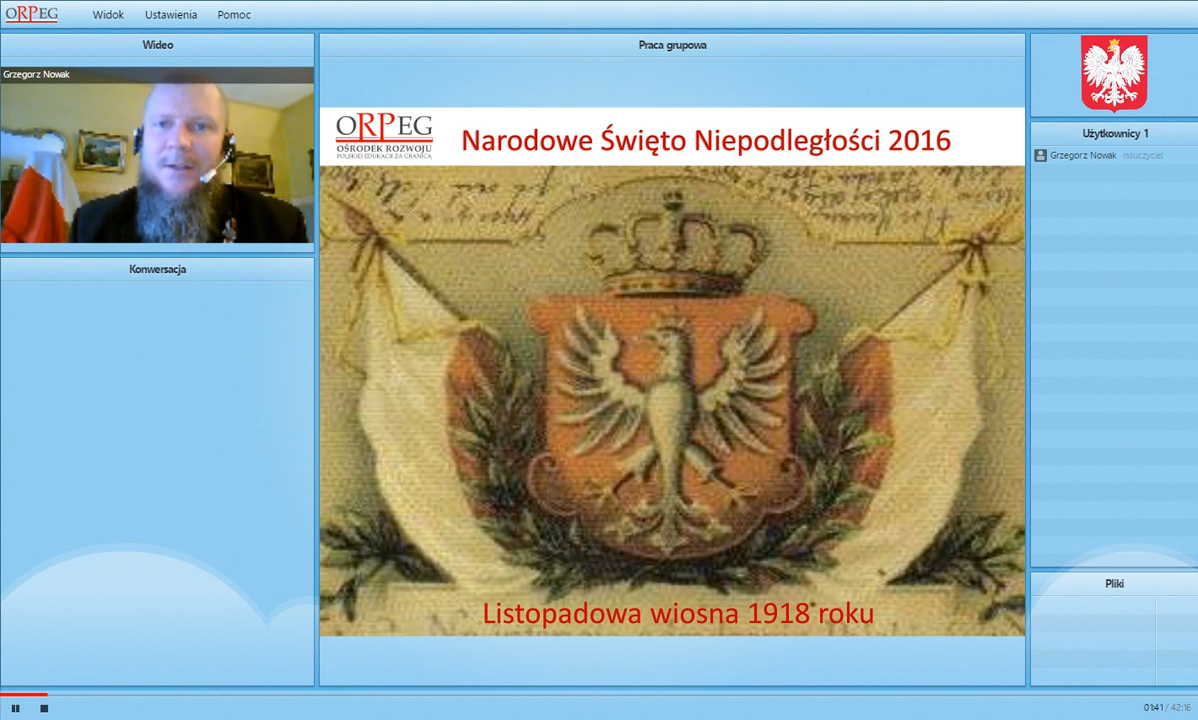 ORPEG
Widok
Ustawienia
Pomoc
Wideo
Grzegorz Nowak
Konwersacja
Praca grupowa
ORPEG
OŚRODEK ROZWOJU
POLSKIEJ EDUKACJI ZA GRANICĄ
Narodowe Święto Niepodległości 2016
Listopadowa wiosna 1918 roku
Użytkownicy 1
Grzegorz Nowak nauczyciel
Pliki
01:41 / 42:16